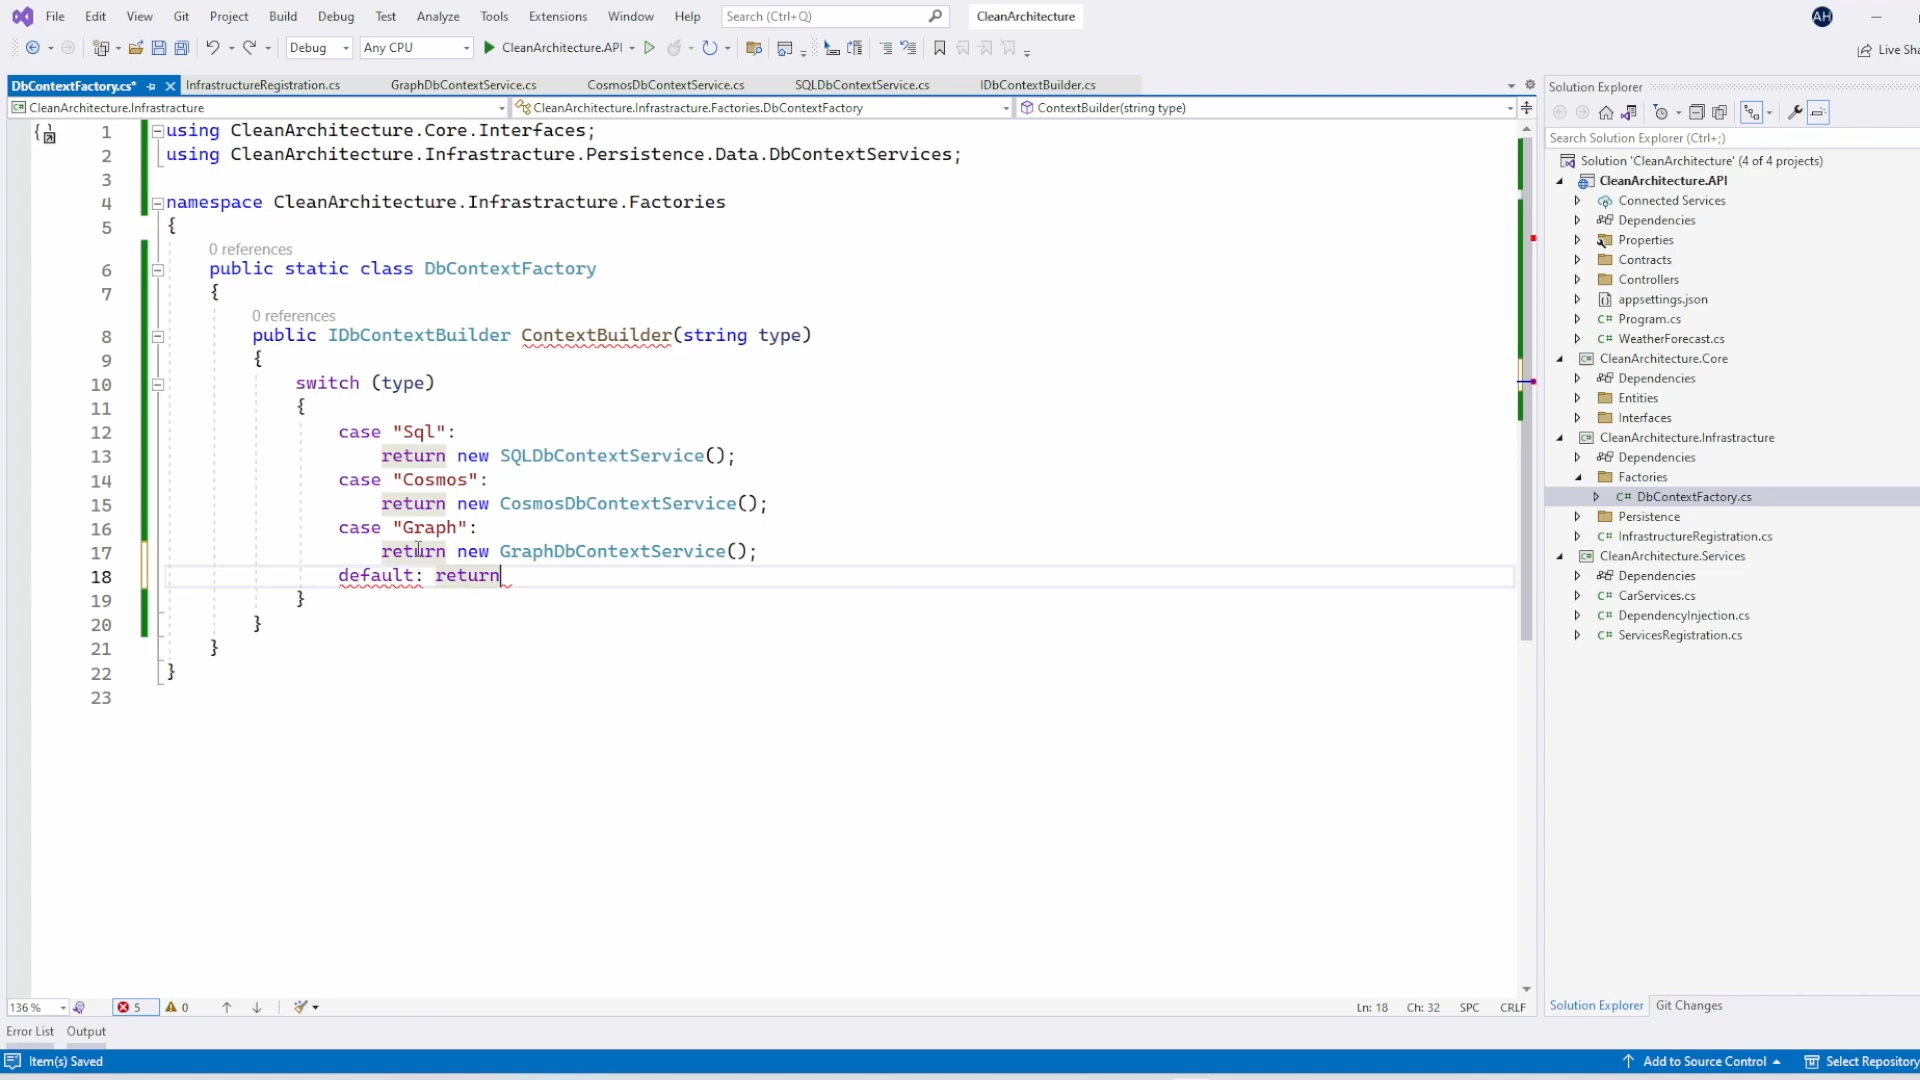 File Edit View Git Project Build Debug Test Analyze Tools Extensions Window Help Search (Ctrl+Q) CleanArchitecture AH
Debug Any CPU CleanArchitecture.API Live Sha
DbContextFactory.cs* InfrastructureRegistration.cs GraphDbContextService.cs CosmosDbContextService.cs SQLDbContextService.cs IDbContextBuilder.cs
CleanArchitecture.Infrastracture CleanArchitecture.Infrastracture.Factories.DbContextFactory ContextBuilder(string type)
1 using CleanArchitecture.Core.Interfaces;
2 using CleanArchitecture.Infrastracture.Persistence.Data.DbContextServices;
3
4 namespace CleanArchitecture.Infrastracture.Factories
5 {
0 references
6 public static class DbContextFactory
7 {
0 references
8 public IDbContextBuilder ContextBuilder(string type)
9 {
10 switch (type)
11 {
12 case "Sql":
13 return new SQLDbContextService();
14 case "Cosmos":
15 return new CosmosDbContextService();
16 case "Graph":
17 return new GraphDbContextService();
18 default: return
19 }
20 }
21 }
22 }
23
136 % 5 0 Ln: 18 Ch: 32 SPC CRLF
Error List Output
Item(s) Saved Add to Source Control Select Repository
Solution Explorer
Search Solution Explorer (Ctrl+;)
Solution 'CleanArchitecture' (4 of 4 projects)
CleanArchitecture.API
Connected Services
Dependencies
Properties
Contracts
Controllers
appsettings.json
C# Program.cs
C# WeatherForecast.cs
CleanArchitecture.Core
Dependencies
Entities
Interfaces
CleanArchitecture.Infrastracture
Dependencies
Factories
C# DbContextFactory.cs
Persistence
C# InfrastructureRegistration.cs
CleanArchitecture.Services
Dependencies
C# CarServices.cs
C# DependencyInjection.cs
C# ServicesRegistration.cs
Solution Explorer Git Changes